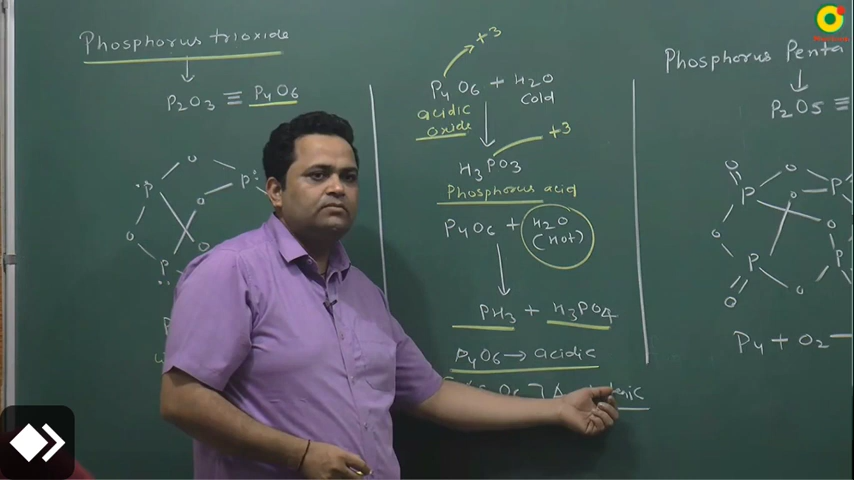 Phosphorus trioxide
P₂O₃ ≡ P₄O₆
O
:P
P:
O
O
O
P
:
+3
P₄O₆ + H₂O
Cold
acidic
oxide
+3
H₃PO₃
Phosphorus acid
P₄O₆ + H₂O
(Hot)
PH₃ + H₃PO₄
P₄O₆ → acidic
Phosphorus Penta
P₂O₅ ≡
O
O
P
O
P
O
O
O
P
P
O
O
P₄ + O₂